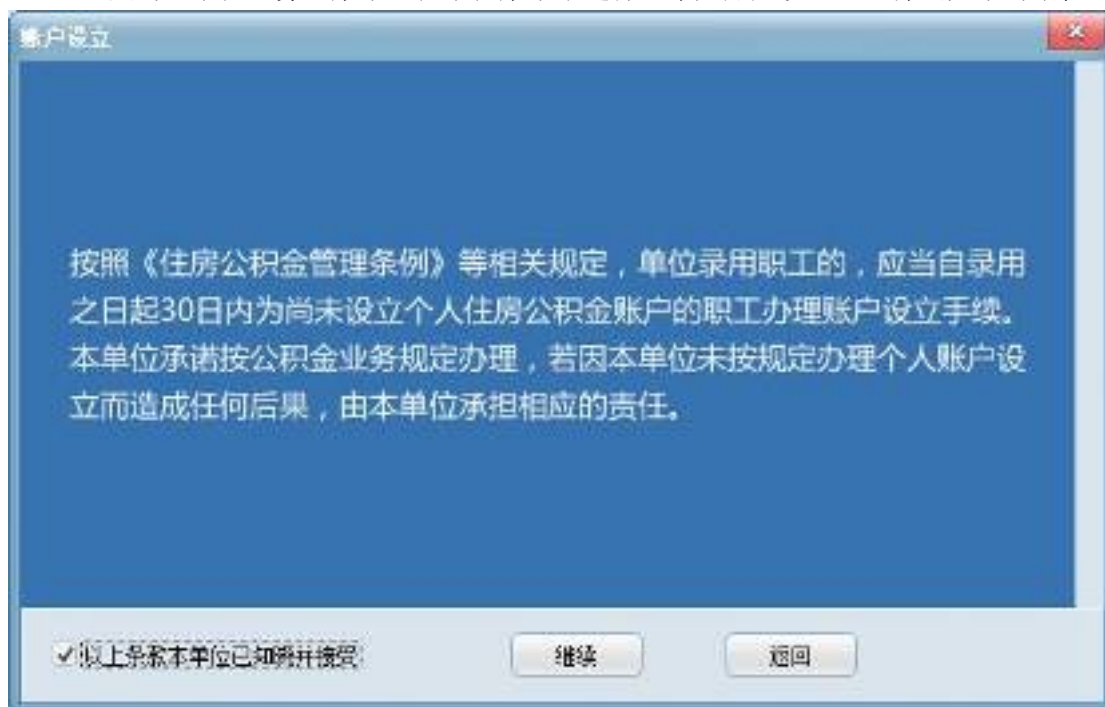 账户设立
按照《住房公积金管理条例》等相关规定，单位录用职工的，应当自录用
之日起30日内为尚未设立个人住房公积金账户的职工办理账户设立手续。
本单位承诺按公积金业务规定办理，若因本单位未按规定办理个人账户设
立而造成任何后果，由本单位承担相应的责任。
以上条款本单位已知晓并接受
继续
返回